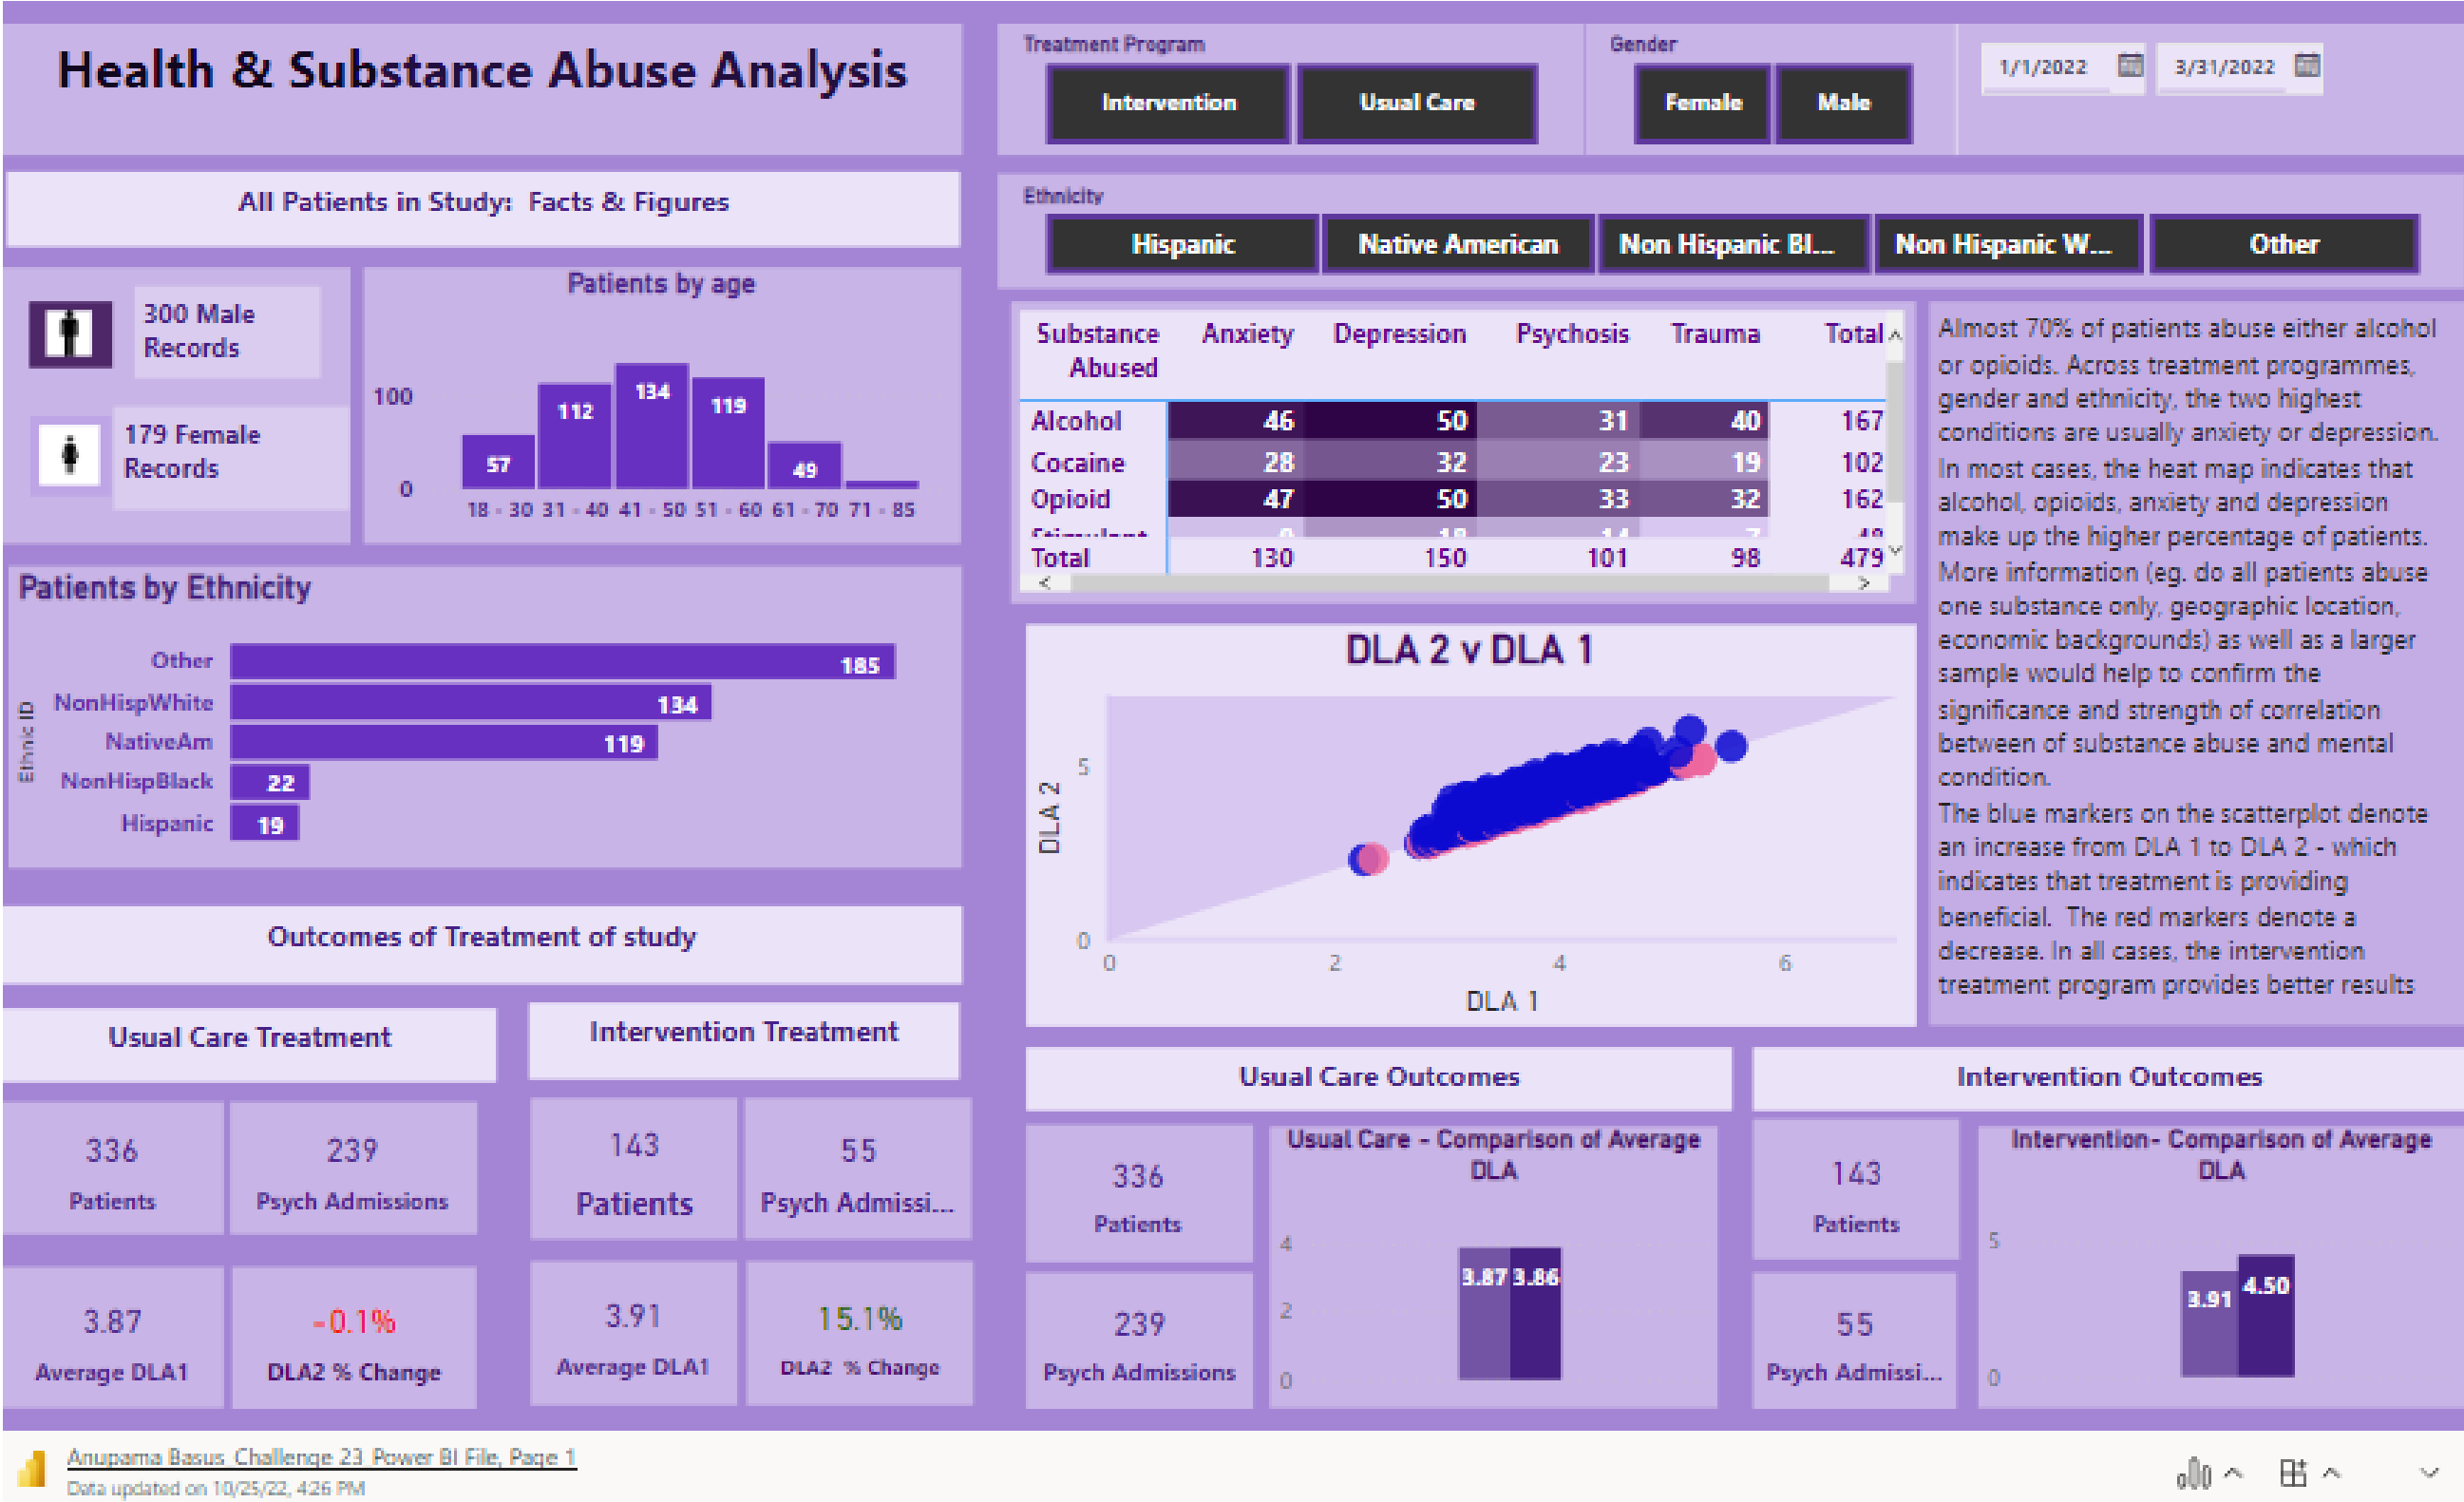 Health & Substance Abuse Analysis
Treatment Program
Intervention
Usual Care
Gender
Female
Male
1/1/2022
3/31/2022
All Patients in Study: Facts & Figures
Ethnicity
Hispanic
Native American
Non Hispanic Bl...
Non Hispanic W...
Other
300 Male
Records
179 Female
Records
Patients by age
100
0
57
112
134
119
49
18 - 30 31 - 40 41 - 50 51 - 60 61 - 70 71 - 85
Patients by Ethnicity
Ethnic ID
Other 185
NonHispWhite 134
NativeAm 119
NonHispBlack 22
Hispanic 19
Substance Abused Anxiety Depression Psychosis Trauma Total
Alcohol 46 50 31 40 167
Cocaine 28 32 23 19 102
Opioid 47 50 33 32 162
Total 130 150 101 98 479
DLA 2 v DLA 1
DLA 2
5
0
0 2 4 6
DLA 1
Almost 70% of patients abuse either alcohol
or opioids. Across treatment programmes,
gender and ethnicity, the two highest
conditions are usually anxiety or depression.
In most cases, the heat map indicates that
alcohol, opioids, anxiety and depression
make up the higher percentage of patients.
More information (eg. do all patients abuse
one substance only, geographic location,
economic backgrounds) as well as a larger
sample would help to confirm the
significance and strength of correlation
between of substance abuse and mental
condition.
The blue markers on the scatterplot denote
an increase from DLA 1 to DLA 2 - which
indicates that treatment is providing
beneficial. The red markers denote a
decrease. In all cases, the intervention
treatment program provides better results
Outcomes of Treatment of study
Usual Care Treatment
Intervention Treatment
336
Patients
239
Psych Admissions
143
Patients
55
Psych Admissi...
3.87
Average DLA1
-0.1%
DLA2 % Change
3.91
Average DLA1
15.1%
DLA2 % Change
Usual Care Outcomes
336
Patients
239
Psych Admissions
Usual Care - Comparison of Average
DLA
4
2
0
3.87 3.86
Intervention Outcomes
143
Patients
55
Psych Admissi...
Intervention- Comparison of Average
DLA
5
0
3.91
4.50
Anupama Basus Challenge 23 Power BI File, Page 1
Data updated on 10/25/22, 4:26 PM